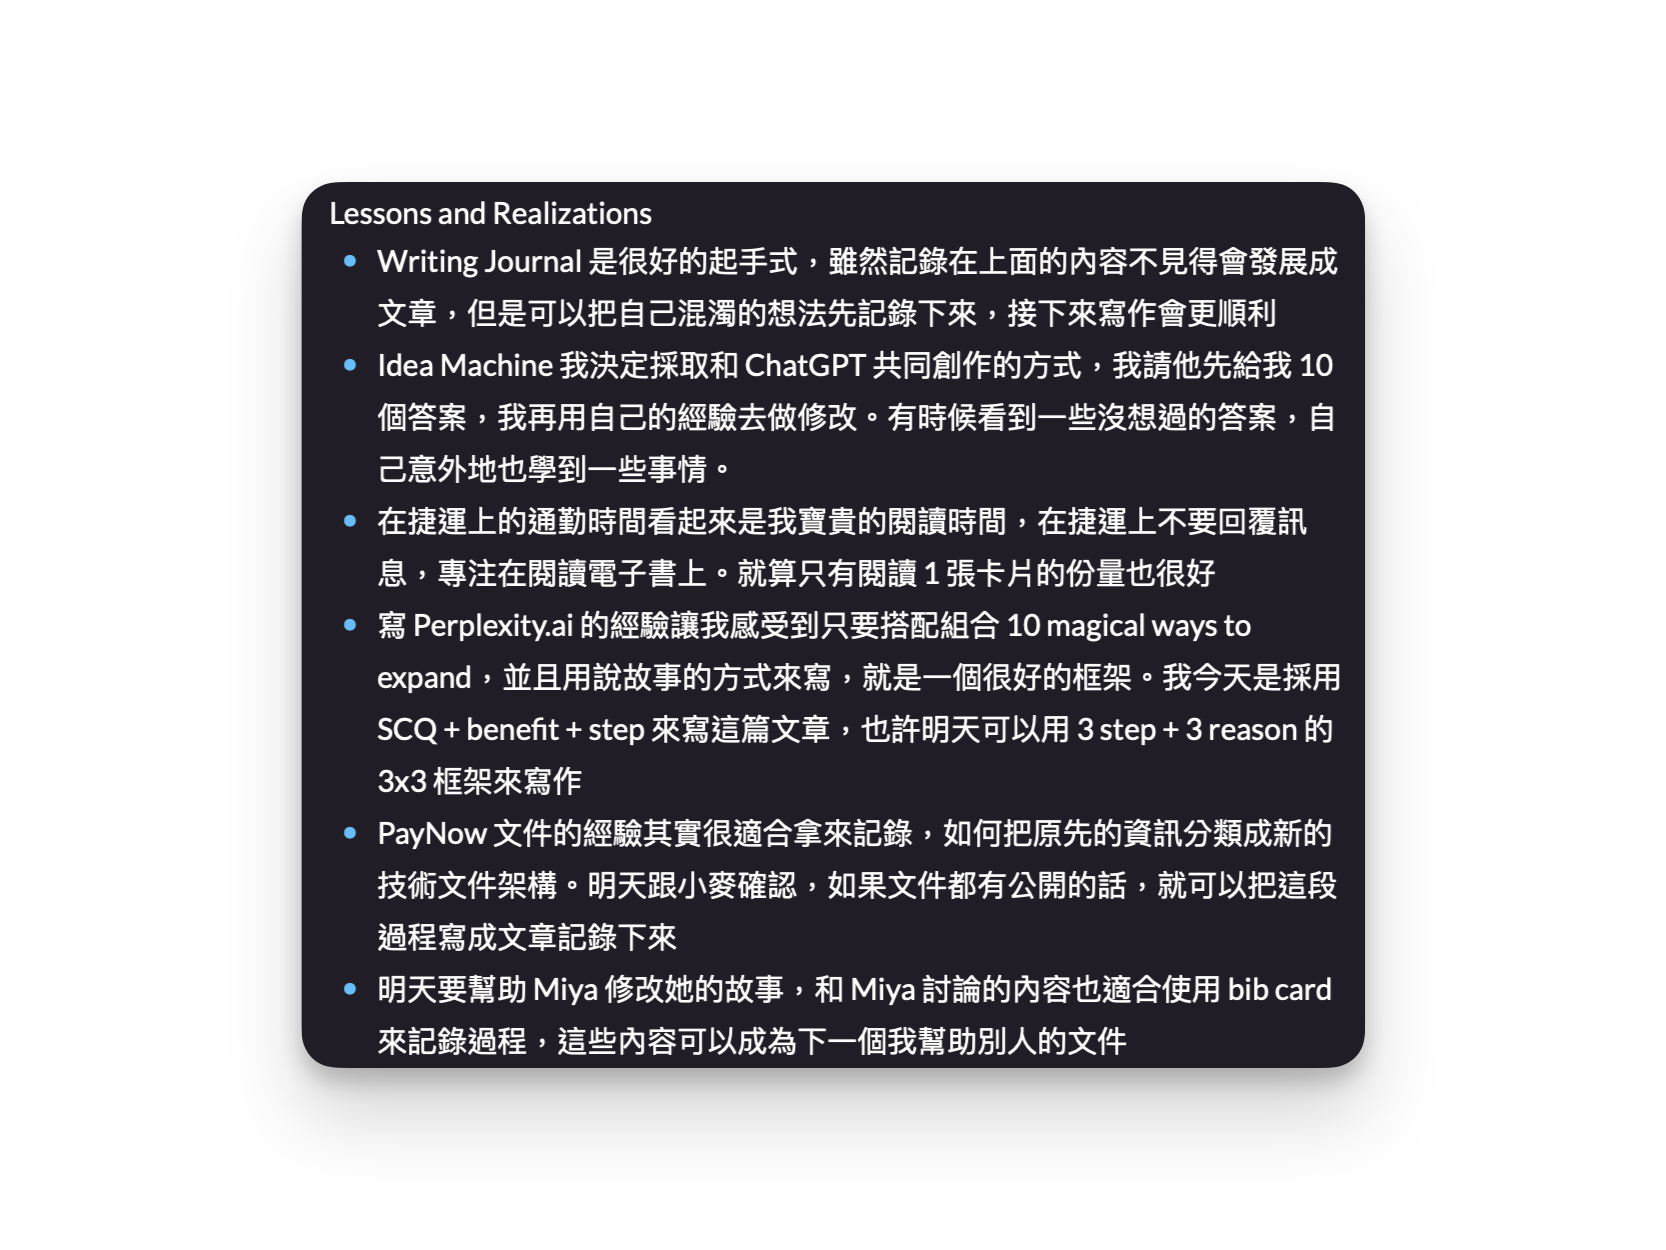 Lessons and Realizations
Writing Journal 是很好的起手式，雖然記錄在上面的內容不見得會發展成
文章，但是可以把自己混濁的想法先記錄下來，接下來寫作會更順利
Idea Machine 我決定採取和 ChatGPT 共同創作的方式，我請他先給我 10
個答案，我再用自己的經驗去做修改。有時候看到一些沒想過的答案，自
己意外地也學到一些事情。
在捷運上的通勤時間看起來是我寶貴的閱讀時間，在捷運上不要回覆訊
息，專注在閱讀電子書上。就算只有閱讀 1 張卡片的份量也很好
寫 Perplexity.ai 的經驗讓我感受到只要搭配組合 10 magical ways to
expand，並且用說故事的方式來寫，就是一個很好的框架。我今天是採用
SCQ + benefit + step 來寫這篇文章，也許明天可以用 3 step + 3 reason 的
3x3 框架來寫作
PayNow 文件的經驗其實很適合拿來記錄，如何把原先的資訊分類成新的
技術文件架構。明天跟小麥確認，如果文件都有公開的話，就可以把這段
過程寫成文章記錄下來
明天要幫助 Miya 修改她的故事，和 Miya 討論的內容也適合使用 bib card
來記錄過程，這些內容可以成為下一個我幫助別人的文件